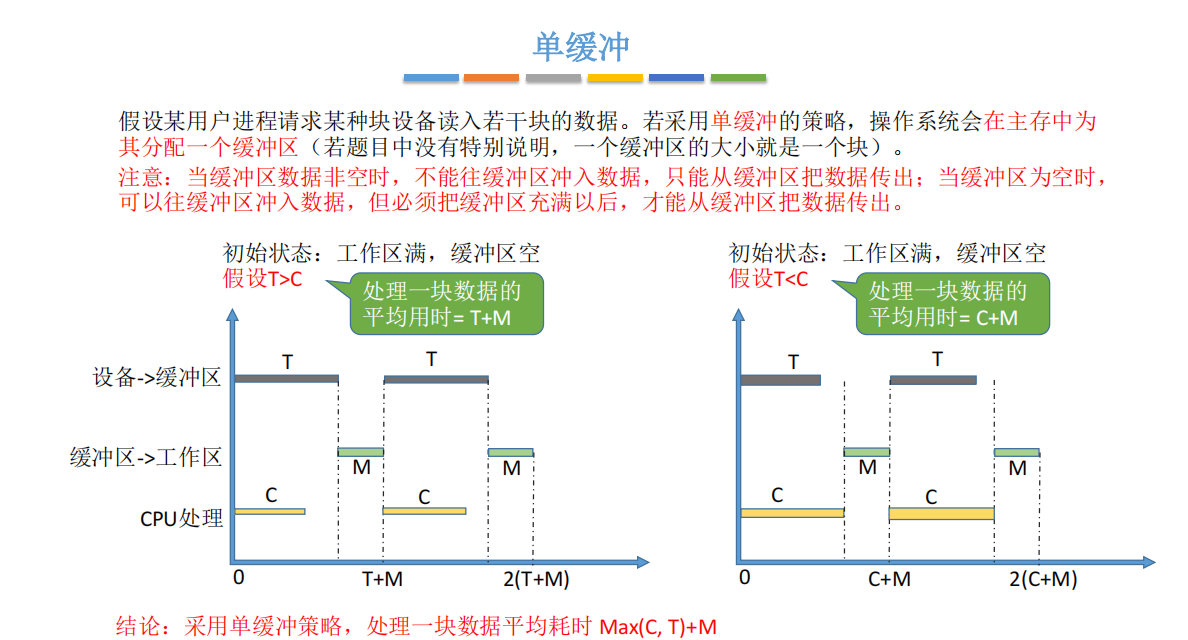 单缓冲
假设某用户进程请求某种块设备读入若干块的数据。若采用单缓冲的策略，操作系统会在主存中为
其分配一个缓冲区（若题目中没有特别说明，一个缓冲区的大小就是一个块）。
注意：当缓冲区数据非空时，不能往缓冲区冲入数据，只能从缓冲区把数据传出；当缓冲区为空时，
可以往缓冲区冲入数据，但必须把缓冲区充满以后，才能从缓冲区把数据传出。
初始状态：工作区满，缓冲区空
假设T>C
处理一块数据的
平均用时= T+M
T
T
设备->缓冲区
缓冲区->工作区
M
M
C
C
CPU处理
0
T+M
2(T+M)
初始状态：工作区满，缓冲区空
假设T<C
处理一块数据的
平均用时= C+M
T
T
M
M
C
C
0
C+M
2(C+M)
结论：采用单缓冲策略，处理一块数据平均耗时 Max(C, T)+M